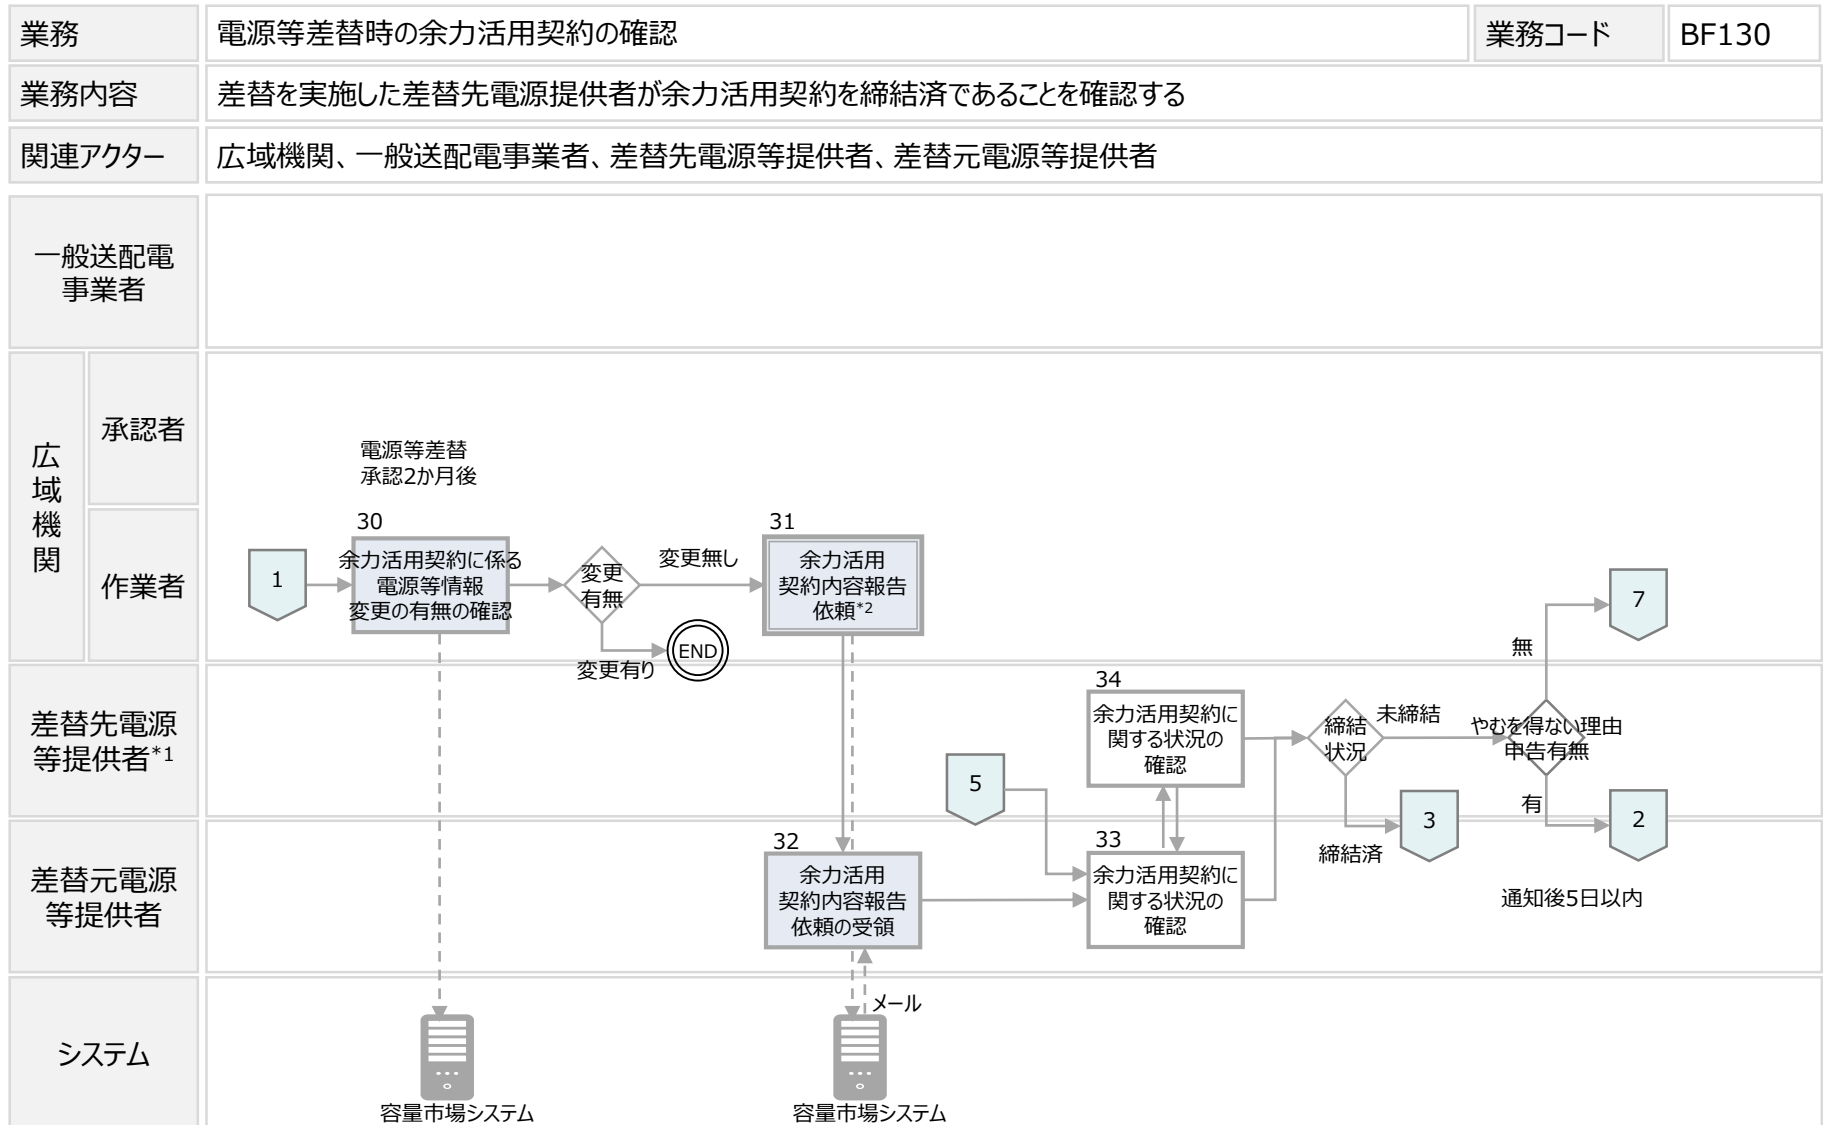 業務
電源等差替時の余力活用契約の確認
業務コード
BF130
業務内容
差替を実施した差替先電源提供者が余力活用契約を締結済であることを確認する
関連アクター
広域機関、一般送配電事業者、差替先電源等提供者、差替元電源等提供者
一般送配電
事業者
広
域
機
関
承認者
作業者
電源等差替
承認2か月後
1
30
余力活用契約に係る
電源等情報
変更の有無の確認
変更
有無
変更無し
変更有り
END
31
余力活用
契約内容報告
依頼*2
7
無
差替先電源
等提供者*1
5
34
余力活用契約に
関する状況の
確認
締結
状況
未締結
やむを得ない理由
申告有無
有
3
2
締結済
差替元電源
等提供者
32
余力活用
契約内容報告
依頼の受領
33
余力活用契約に
関する状況の
確認
通知後5日以内
システム
メール
容量市場システム
容量市場システム